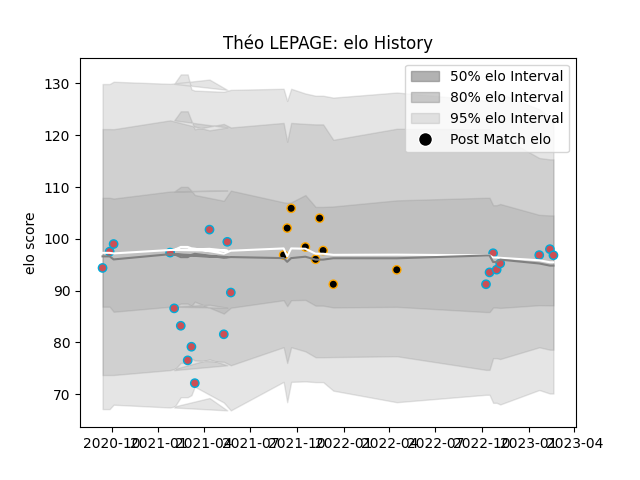 Théo LEPAGE: elo History
50% elo Interval
80% elo Interval
95% elo Interval
Post Match elo
elo score
130
120
110
100
90
80
70
2020-10 2021-01 2021-04 2021-07 2021-10 2022-01 2022-04 2022-07 2022-10 2023-01 2023-04